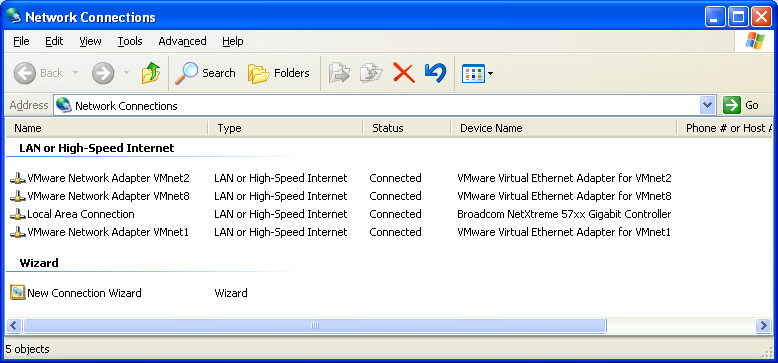 Network Connections
File Edit View Tools Advanced Help
Back Search Folders
Address Network Connections Go
Name Type Status Device Name Phone # or Host A
LAN or High-Speed Internet
VMware Network Adapter VMnet2 LAN or High-Speed Internet Connected VMware Virtual Ethernet Adapter for VMnet2
VMware Network Adapter VMnet8 LAN or High-Speed Internet Connected VMware Virtual Ethernet Adapter for VMnet8
Local Area Connection LAN or High-Speed Internet Connected Broadcom NetXtreme 57xx Gigabit Controller
VMware Network Adapter VMnet1 LAN or High-Speed Internet Connected VMware Virtual Ethernet Adapter for VMnet1
Wizard
New Connection Wizard Wizard
5 objects